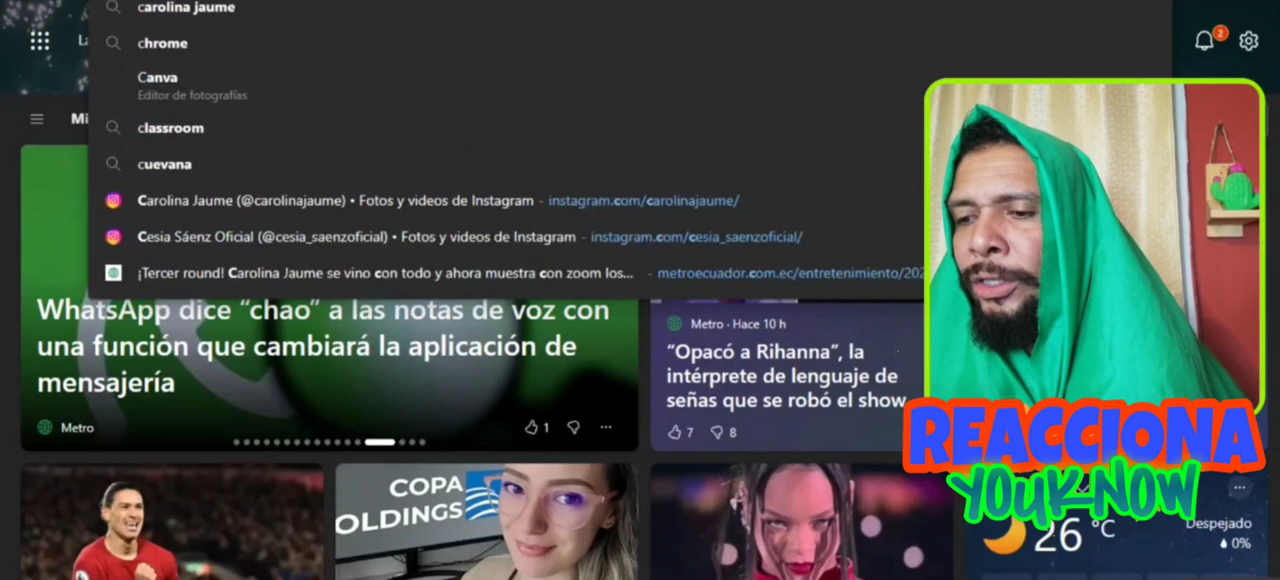 carolina jaume
chrome
La
2
Canva
Editor de fotografías
Mi
classroom
cuevana
Carolina Jaume (@carolinajaume) • Fotos y videos de Instagram - instagram.com/carolinajaume/
Cesia Sáenz Oficial (@cesia_saenzoficial) • Fotos y videos de Instagram - instagram.com/cesia_saenzoficial/
¡Tercer round! Carolina Jaume se vino con todo y ahora muestra con zoom los... - metroecuador.com.ec/entretenimiento/202
WhatsApp dice “chao” a las notas de voz con
una función que cambiará la aplicación de
mensajería
Metro
1
Metro · Hace 10 h
“Opacó a Rihanna”, la
intérprete de lenguaje de
señas que se robó el show
7 8
REACCIONA
YOUKNOW
COPA
OLDINGS
26 °C
Despejado
0%